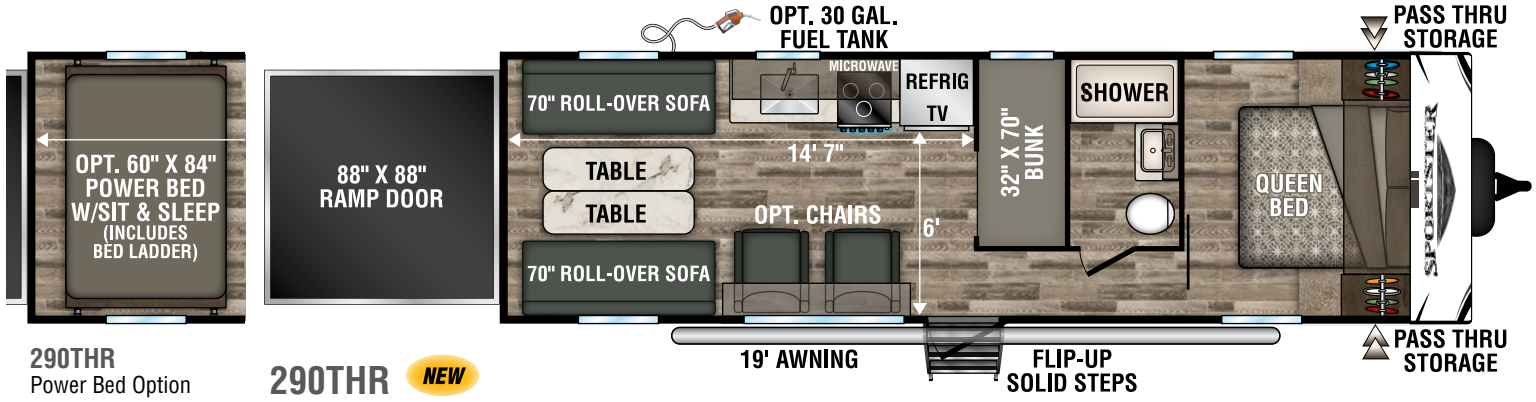 OPT. 60" X 84"
POWER BED
W/SIT & SLEEP
(INCLUDES
BED LADDER)
290THR
Power Bed Option
88" X 88"
RAMP DOOR
290THR
NEW
OPT. 30 GAL.
FUEL TANK
70" ROLL-OVER SOFA
MICROWAVE
REFRIG
TV
14' 7"
TABLE
TABLE
OPT. CHAIRS
6'
70" ROLL-OVER SOFA
32" X 70"
BUNK
SHOWER
QUEEN
BED
PASS THRU
STORAGE
SPORTSTER
19' AWNING
FLIP-UP
SOLID STEPS
PASS THRU
STORAGE